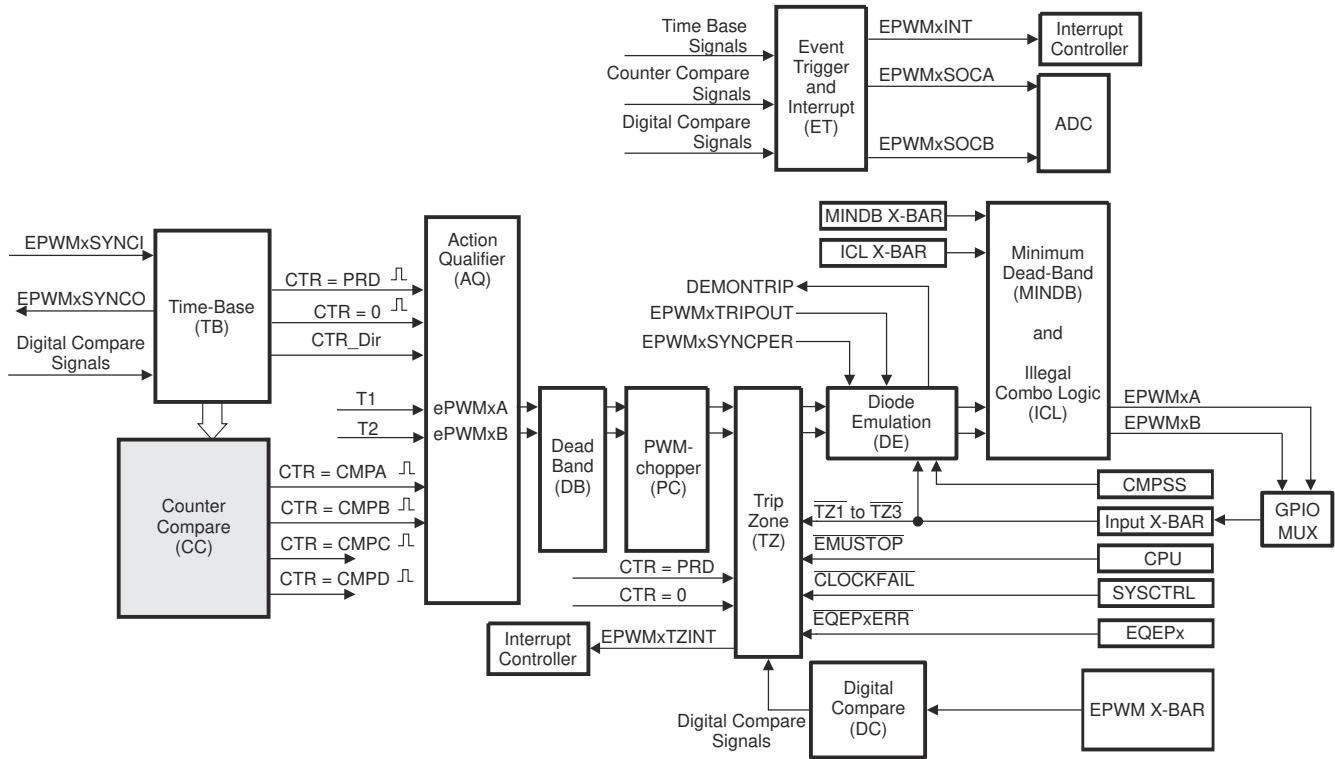 Time Base
Signals
Counter Compare
Signals
Digital Compare
Signals
Event
Trigger
and
Interrupt
(ET)
EPWMxINT
EPWMxSOCA
EPWMxSOCB
Interrupt
Controller
ADC
EPWMxSYNCI
EPWMxSYNCO
Digital Compare
Signals
Time-Base
(TB)
CTR = PRD
CTR = 0
CTR_Dir
T1
T2
Action
Qualifier
(AQ)
ePWMxA
ePWMxB
Counter
Compare
(CC)
CTR = CMPA
CTR = CMPB
CTR = CMPC
CTR = CMPD
Dead
Band
(DB)
PWM-
chopper
(PC)
CTR = PRD
CTR = 0
Interrupt
Controller
EPWMxTZINT
Trip
Zone
(TZ)
DEMONTRIP
EPWMxTRIPOUT
EPWMxSYNCPER
Diode
Emulation
(DE)
MINDB X-BAR
ICL X-BAR
Minimum
Dead-Band
(MINDB)
and
Illegal
Combo Logic
(ICL)
EPWMxA
EPWMxB
GPIO
MUX
CMPSS
TZ1 to TZ3
Input X-BAR
EMUSTOP
CPU
CLOCKFAIL
SYSCTRL
EQEPxERR
EQEPx
Digital Compare
Signals
Digital
Compare
(DC)
EPWM X-BAR